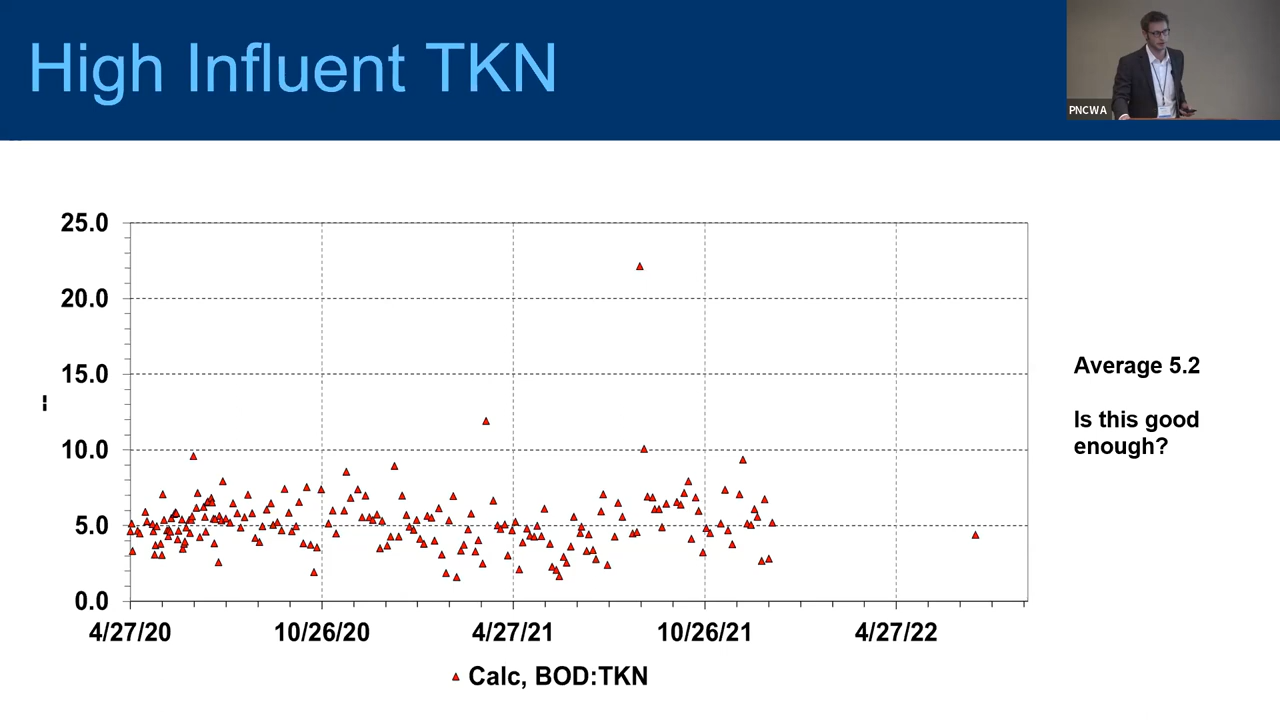 High Influent TKN
PNCWA
25.0
20.0
15.0
10.0
5.0
0.0
4/27/20 10/26/20 4/27/21 10/26/21 4/27/22
Calc, BOD:TKN
Average 5.2
Is this good
enough?